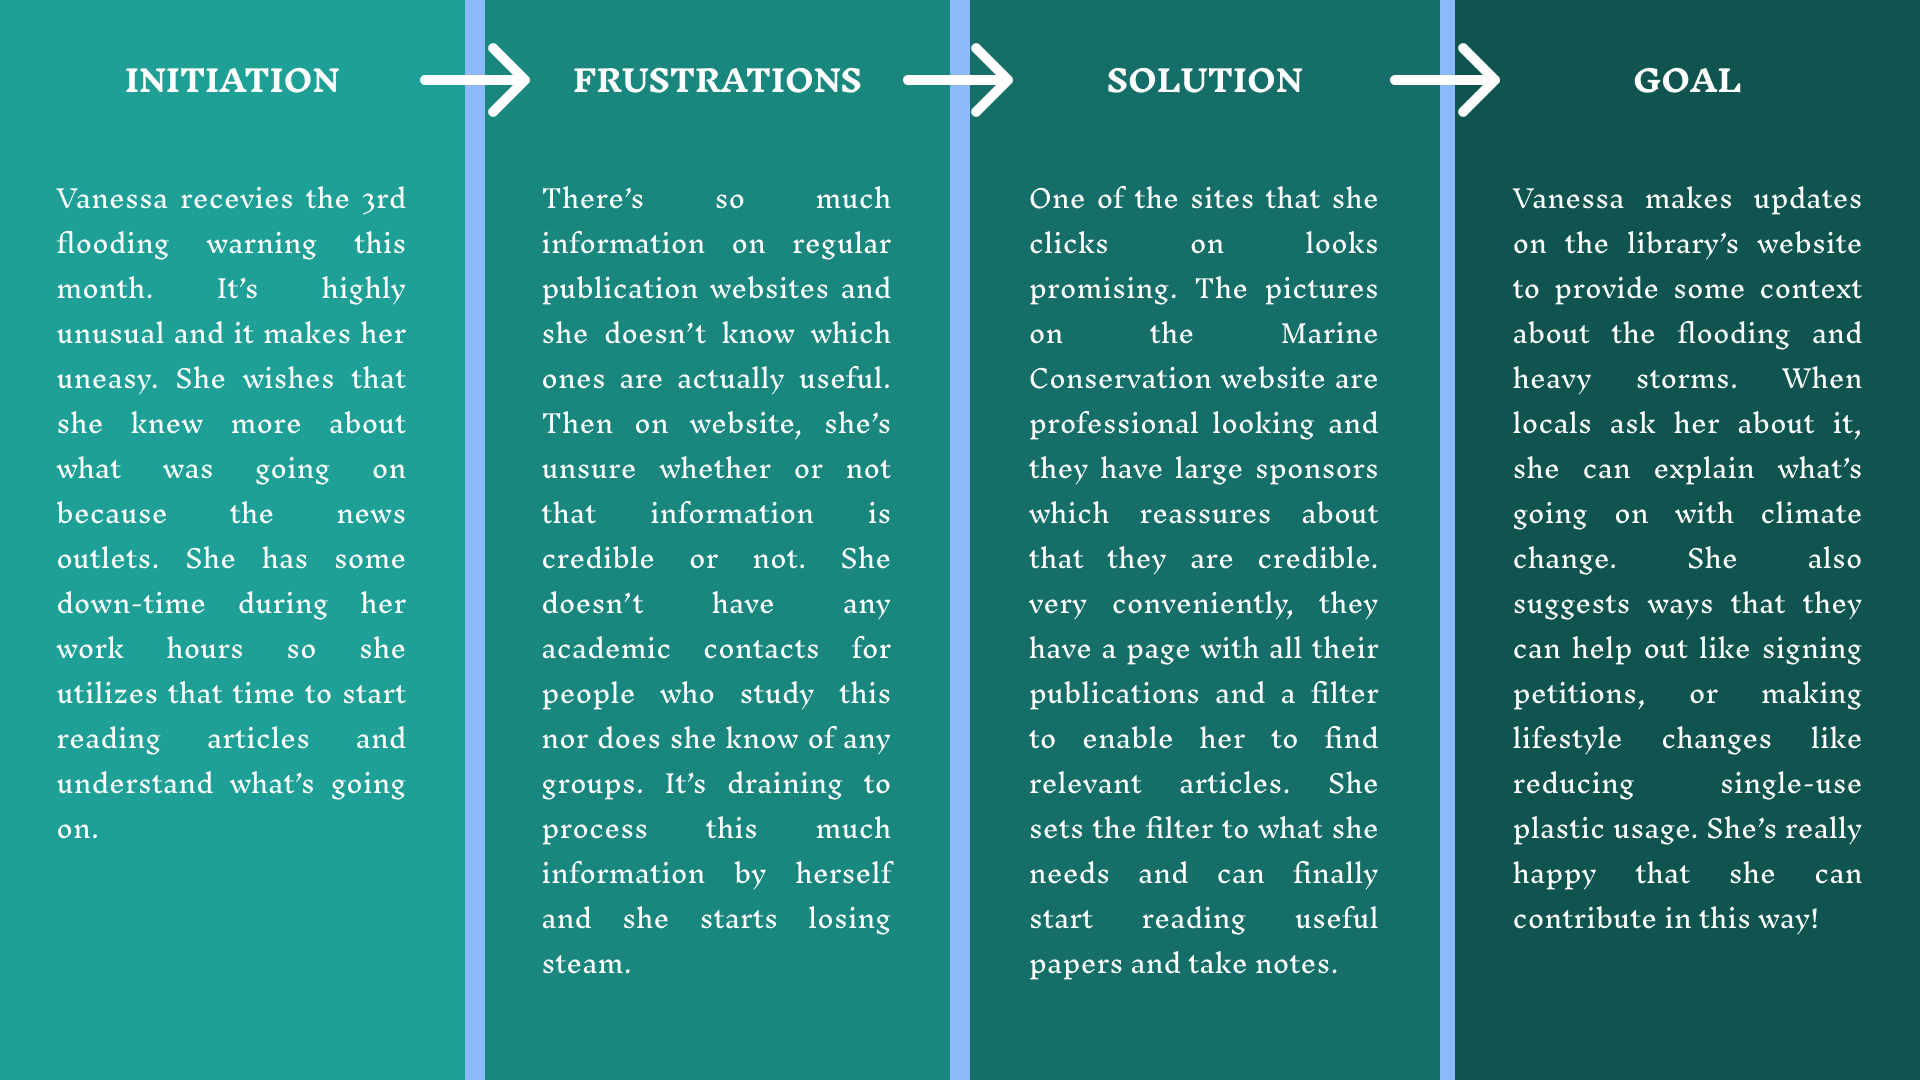 INITIATION
Vanessa recevies the 3rd
flooding warning this
month. It’s highly
unusual and it makes her
uneasy. She wishes that
she knew more about
what was going on
because the news
outlets. She has some
down-time during her
work hours so she
utilizes that time to start
reading articles and
understand what’s going
on.
FRUSTRATIONS
There’s so much
information on regular
publication websites and
she doesn’t know which
ones are actually useful.
Then on website, she’s
unsure whether or not
that information is
credible or not. She
doesn’t have any
academic contacts for
people who study this
nor does she know of any
groups. It’s draining to
process this much
information by herself
and she starts losing
steam.
SOLUTION
One of the sites that she
clicks on looks
promising. The pictures
on the Marine
Conservation website are
professional looking and
they have large sponsors
which reassures about
that they are credible.
very conveniently, they
have a page with all their
publications and a filter
to enable her to find
relevant articles. She
sets the filter to what she
needs and can finally
start reading useful
papers and take notes.
GOAL
Vanessa makes updates
on the library’s website
to provide some context
about the flooding and
heavy storms. When
locals ask her about it,
she can explain what’s
going on with climate
change. She also
suggests ways that they
can help out like signing
petitions, or making
lifestyle changes like
reducing single-use
plastic usage. She’s really
happy that she can
contribute in this way!